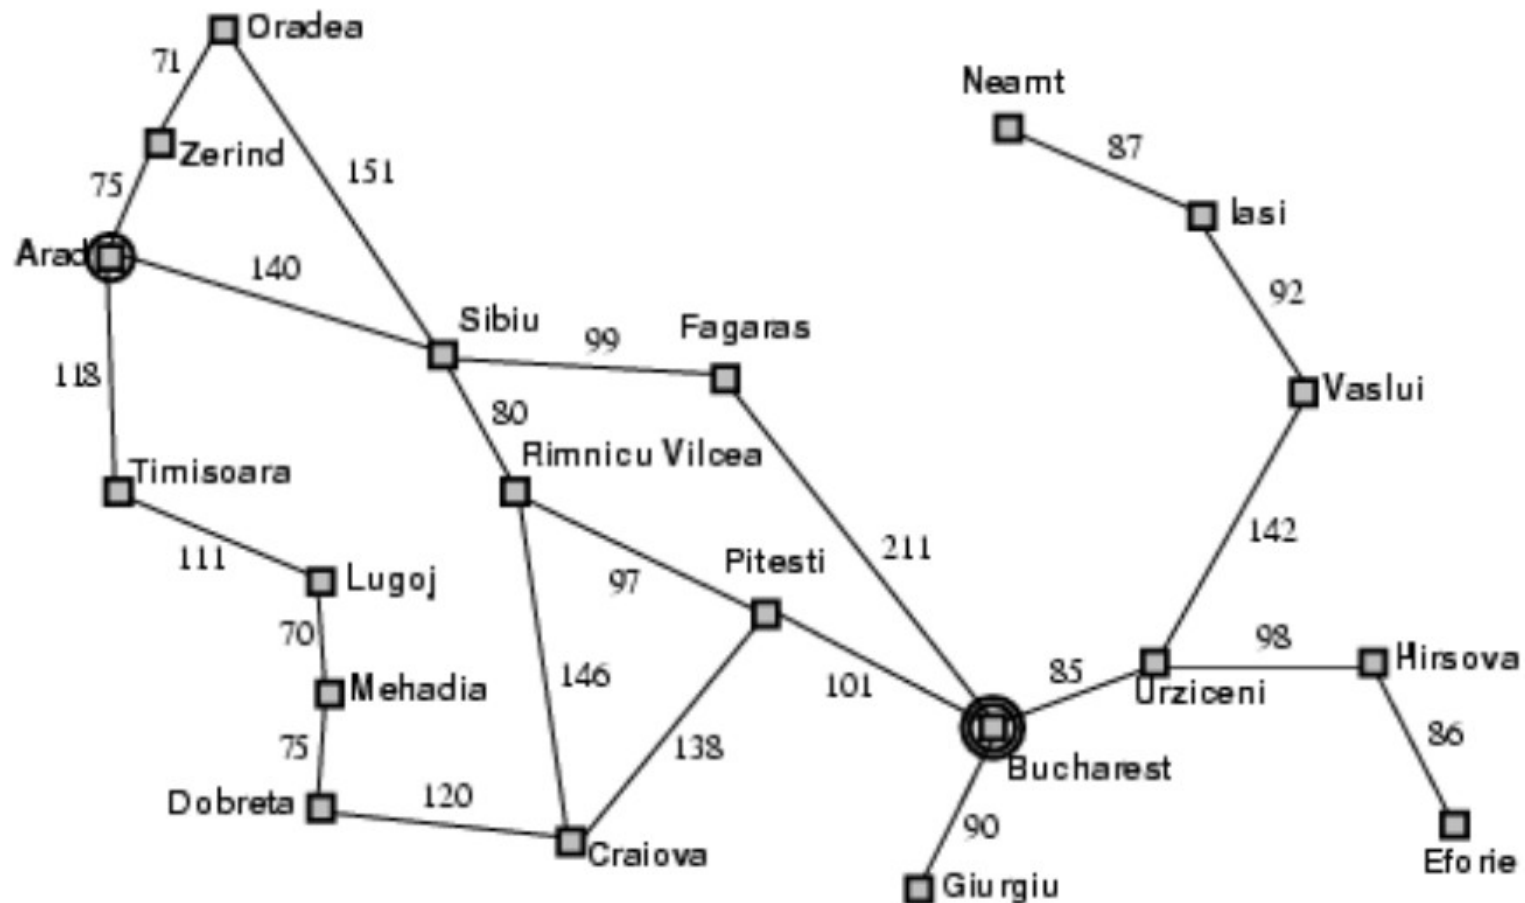 Oradea
71
Neamt
87
Zerind
151
75
Iasi
Arad
140
92
Sibiu
Fagaras
99
118
Vaslui
80
Rimnicu Vilcea
Timisoara
142
211
111
Pitesti
Lugoj
97
70
98
Hirsova
146
85
Mehadia
101
Urziceni
86
75
138
Bucharest
Dobreta
120
90
Craiova
Eforie
Giurgiu